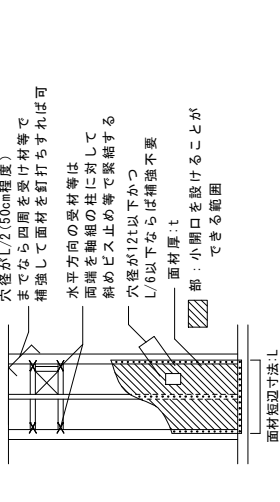 穴径がL/2(50cm程度)
までなら四周を受け材等で
補強して面材を釘打ちすれば可
水平方向の受材等は
両端を軸組の柱に対して
斜めビス止め等で緊結する
穴径が12t以下かつ
L/6以下ならば補強不要
面材厚:t
部:小開口を設けることが
できる範囲
面材短辺寸法:L